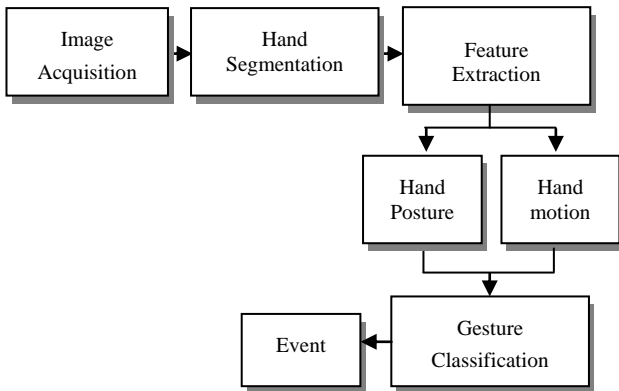 Image
Acquisition
Hand
Segmentation
Feature
Extraction
Hand
Posture
Hand
motion
Gesture
Classification
Event